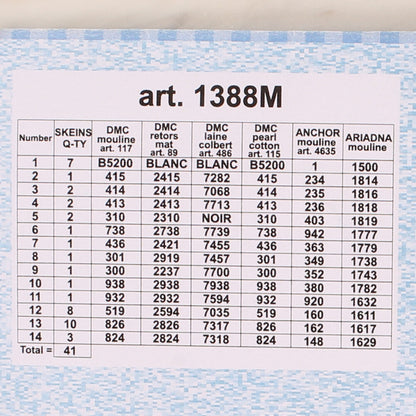 art. 1388M
Number SKEINS Q-TY DMC mouline art. 117 DMC retors mat art. 89 DMC laine colbert art. 486 DMC pearl cotton art. 115 ANCHOR mouline art. 4635 ARIADNA mouline
1 7 B5200 BLANC BLANC B5200 1 1500
2 1 415 2415 7282 415 234 1814
3 2 414 2414 7068 414 235 1816
4 2 413 2413 7713 413 236 1818
5 2 310 2310 NOIR 310 403 1819
6 1 738 2738 7739 738 942 1777
7 1 436 2421 7455 436 363 1779
8 1 301 2919 7457 301 349 1738
9 1 300 2237 7700 300 352 1743
10 1 938 2938 7938 938 380 1782
11 1 932 2932 7594 932 920 1632
12 8 519 2594 7035 519 160 1611
13 10 826 2826 7317 826 162 1617
14 3 824 2824 7318 824 148 1629
Total = 41